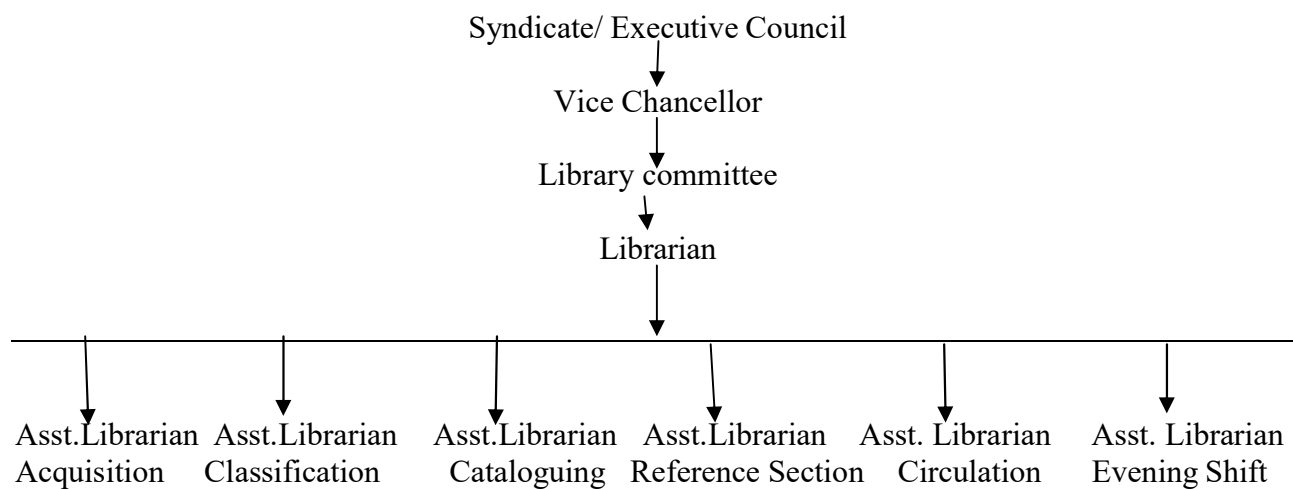 Syndicate/ Executive Council
Vice Chancellor
Library committee
Librarian
Asst.Librarian Asst.Librarian Asst.Librarian Asst.Librarian Asst. Librarian Asst. Librarian
Acquisition Classification Cataloguing Reference Section Circulation Evening Shift